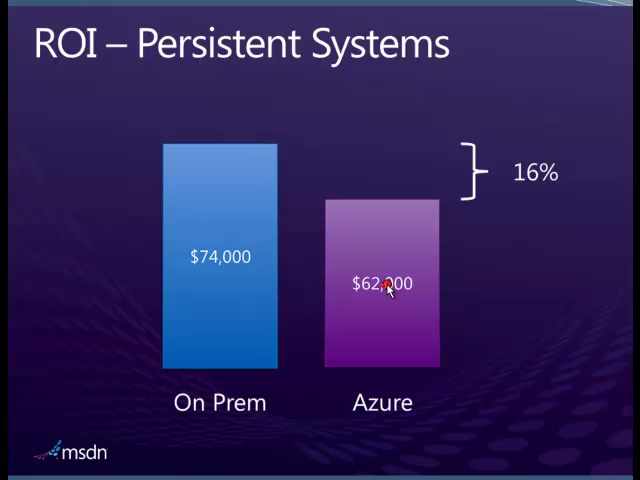 ROI – Persistent Systems
16%
$74,000
$62,000
On Prem
Azure
msdn